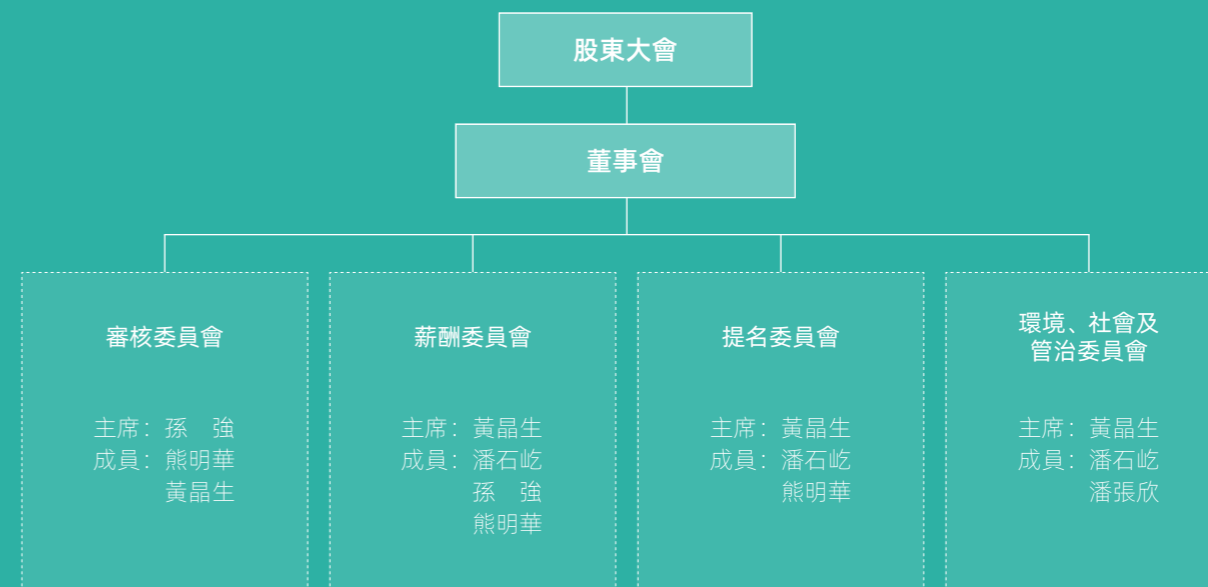 股東大會
董事會
審核委員會
主席：孫　強
成員：熊明華
黃晶生
薪酬委員會
主席：黃晶生
成員：潘石屹
孫　強
熊明華
提名委員會
主席：黃晶生
成員：潘石屹
熊明華
環境、社會及
管治委員會
主席：黃晶生
成員：潘石屹
潘張欣